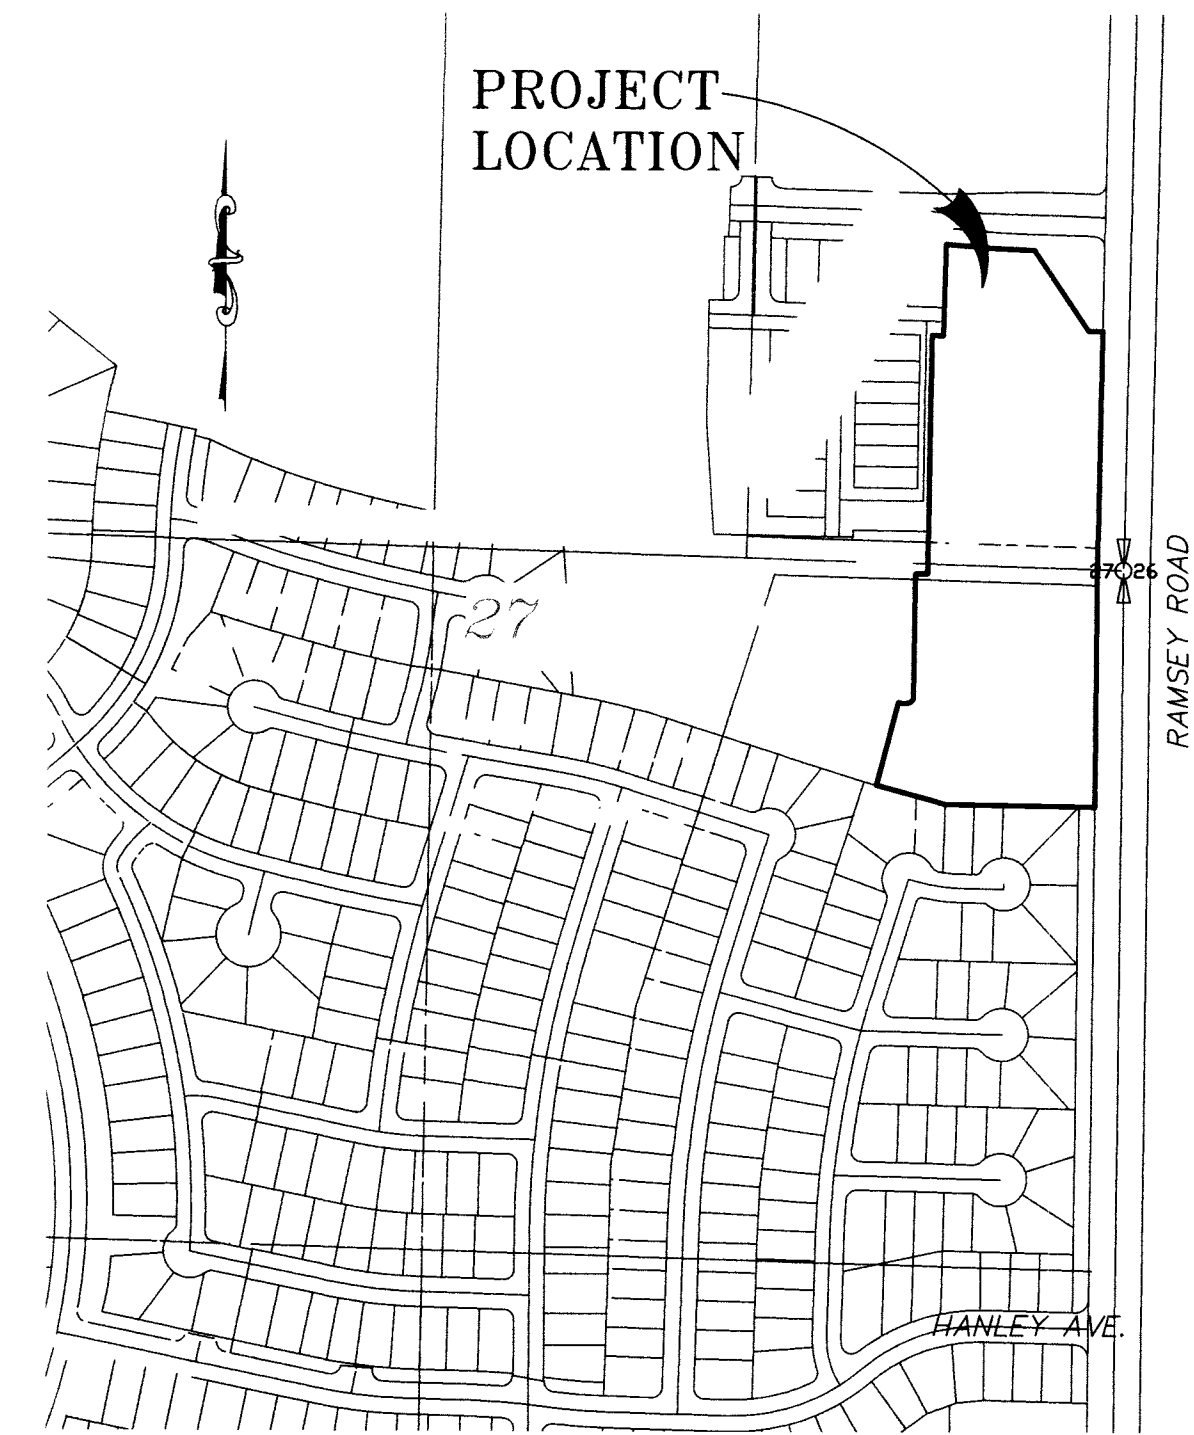 PROJECT
LOCATION
27
27 26
RAMSEY ROAD
HANLEY AVE.